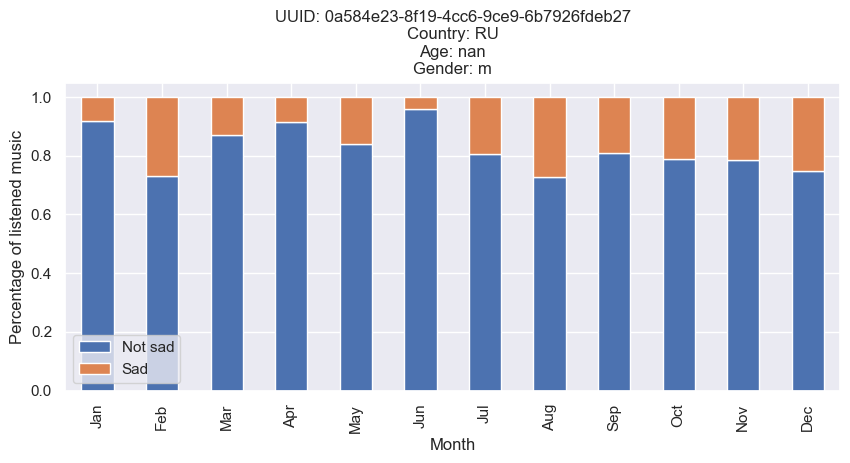 UUID: 0a584e23-8f19-4cc6-9ce9-6b7926fdeb27
Country: RU
Age: nan
Gender: m
Percentage of listened music
1.0
0.8
0.6
0.4
0.2
0.0
Not sad
Sad
Jan
Feb
Mar
Apr
May
Jun
Jul
Aug
Sep
Oct
Nov
Dec
Month